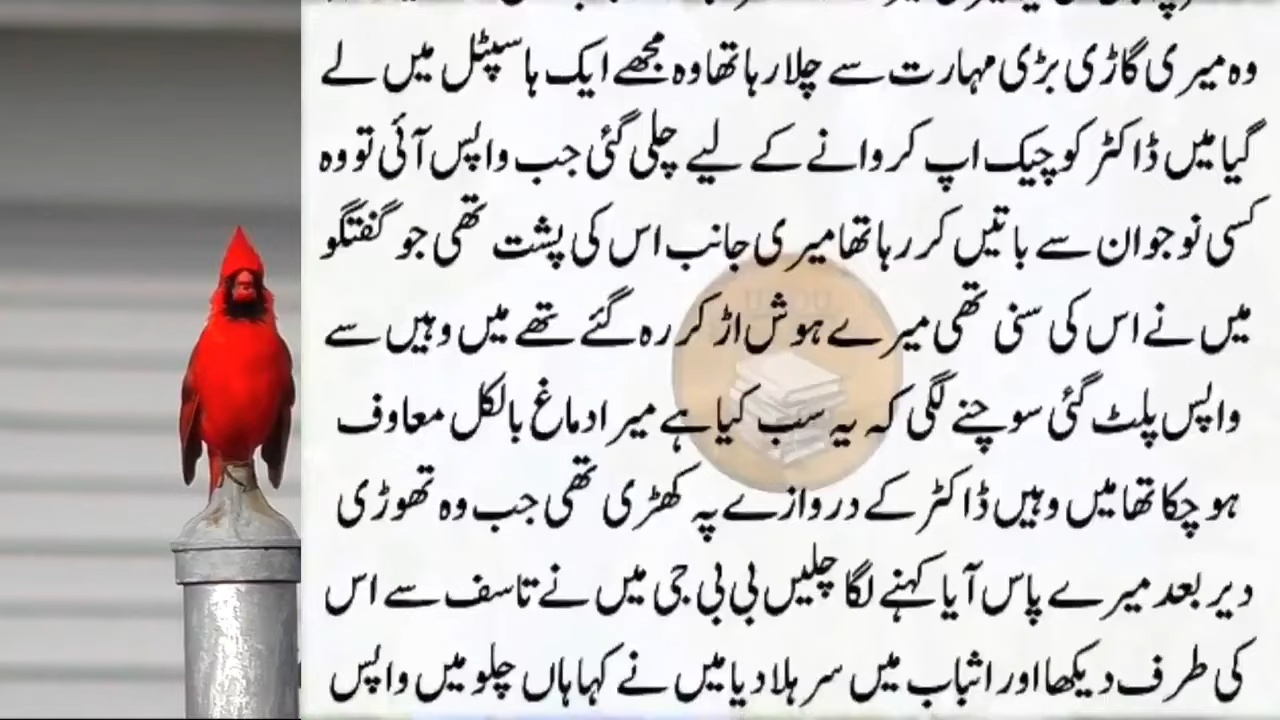 وہ میری گاڑی بڑی مہارت سے چلا رہا تھا وہ مجھے ایک ہاسپٹل میں لے
گیا میں ڈاکٹر کو چیک اپ کروانے کے لیے چلی گئی جب واپس آئی تو وہ
کسی نوجوان سے باتیں کر رہا تھا میری جانب اس کی پشت تھی جو گفتگو
میں نے اس کی سنی تھی میرے ہوش اڑ کر رہ گئے تھے میں وہیں سے
واپس پلٹ گئی سوچنے لگی کہ یہ سب کیا ہے میرا دماغ بالکل معاوف
ہو چکا تھا میں وہیں ڈاکٹر کے دروازے پہ کھڑی تھی جب وہ تھوڑی
دیر بعد میرے پاس آیا کہنے لگا چلیں بی بی جی میں نے تاسف سے اس
کی طرف دیکھا اور اثباب میں سر ہلا دیا میں نے کہا ہاں چلو میں واپس